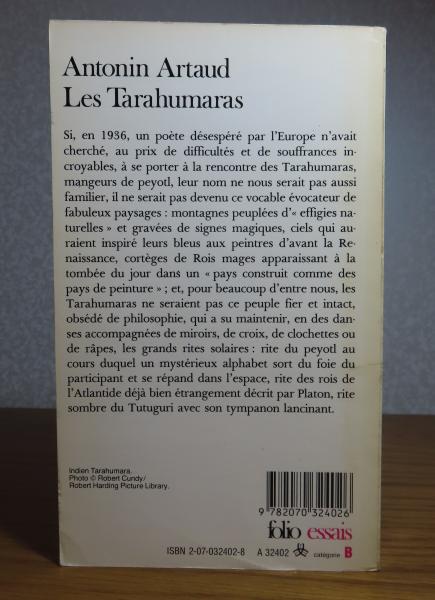 Antonin Artaud
Les Tarahumaras
Si, en 1936, un poète désespéré par l'Europe n'avait
cherché, au prix de difficultés et de souffrances in-
croyables, à se porter à la rencontre des Tarahumaras,
mangeurs de peyotl, leur nom ne nous serait pas aussi
familier, il ne serait pas devenu ce vocable évocateur de
fabuleux paysages : montagnes peuplées d'« effigies na-
turelles » et gravées de signes magiques, ciels qui au-
raient inspiré leurs bleus aux peintres d'avant la Re-
naissance, cortèges de Rois mages apparaissant à la
tombée du jour dans un « pays construit comme des
pays de peinture » ; et, pour beaucoup d'entre nous, les
Tarahumaras ne seraient pas ce peuple fier et intact,
obsédé de philosophie, qui a su maintenir, en des dan-
ses accompagnées de miroirs, de croix, de clochettes ou
de râpes, les grands rites solaires : rite du peyotl au
cours duquel un mystérieux alphabet sort du foie du
participant et se répand dans l'espace, rite des rois de
l'Atlantide déjà bien étrangement décrit par Platon, rite
sombre du Tutuguri avec son tympanon lancinant.
Indien Tarahumara.
Photo © Robert Cundy/
Robert Harding Picture Library.
9 782070 324026
folio essais
ISBN 2-07-032402-8 A 32402 catégorie B